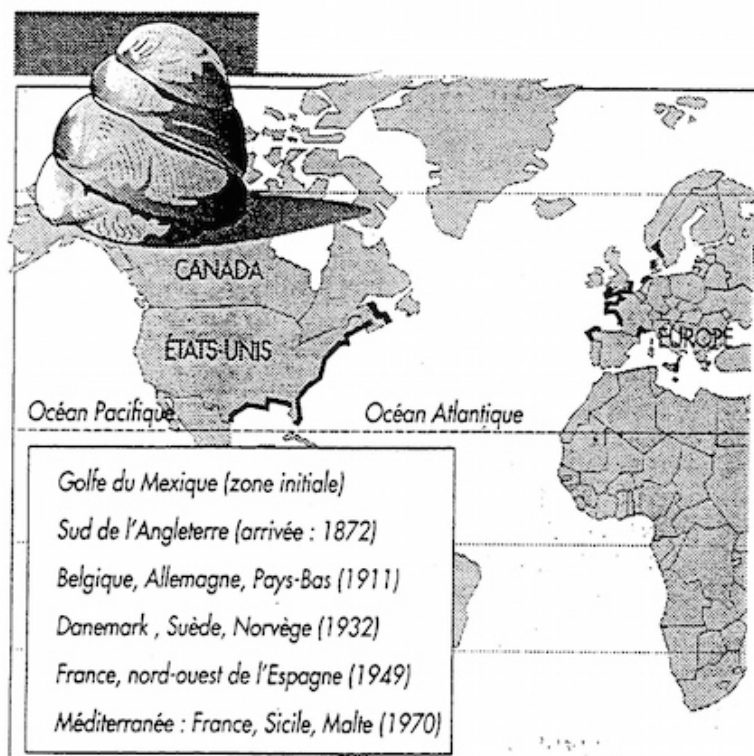 CANADA
ÉTATS-UNIS
EUROPE
Océan Pacifique
Océan Atlantique
Golfe du Mexique (zone initiale)
Sud de l'Angleterre (arrivée : 1872)
Belgique, Allemagne, Pays-Bas (1911)
Danemark , Suède, Norvège (1932)
France, nord-ouest de l'Espagne (1949)
Méditerranée : France, Sicile, Malte (1970)